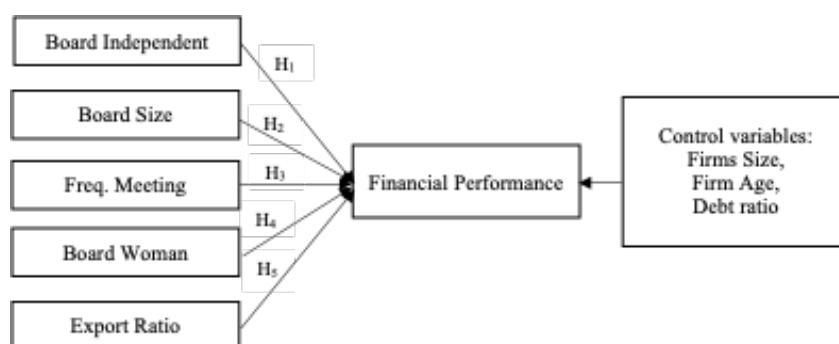 Board Independent
H₁
Board Size
H₂
Freq. Meeting
H₃
Board Woman
H₄
Export Ratio
H₅
Financial Performance
Control variables:
Firms Size,
Firm Age,
Debt ratio